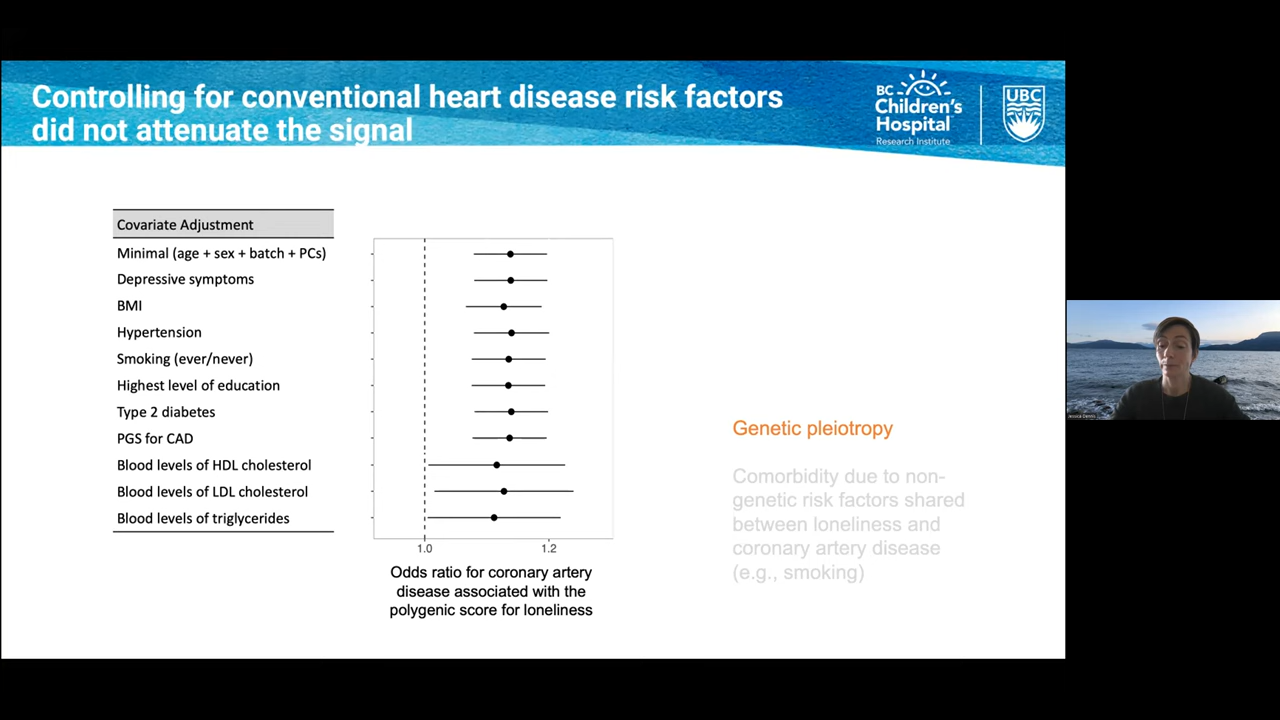 Controlling for conventional heart disease risk factors
did not attenuate the signal
BC
Children's
Hospital
Research Institute
UBC
Covariate Adjustment
Minimal (age + sex + batch + PCs)
Depressive symptoms
BMI
Hypertension
Smoking (ever/never)
Highest level of education
Type 2 diabetes
PGS for CAD
Blood levels of HDL cholesterol
Blood levels of LDL cholesterol
Blood levels of triglycerides
1.0
1.2
Odds ratio for coronary artery
disease associated with the
polygenic score for loneliness
Genetic pleiotropy
Comorbidity due to non-
genetic risk factors shared
between loneliness and
coronary artery disease
(e.g., smoking)
Jessica Dennis